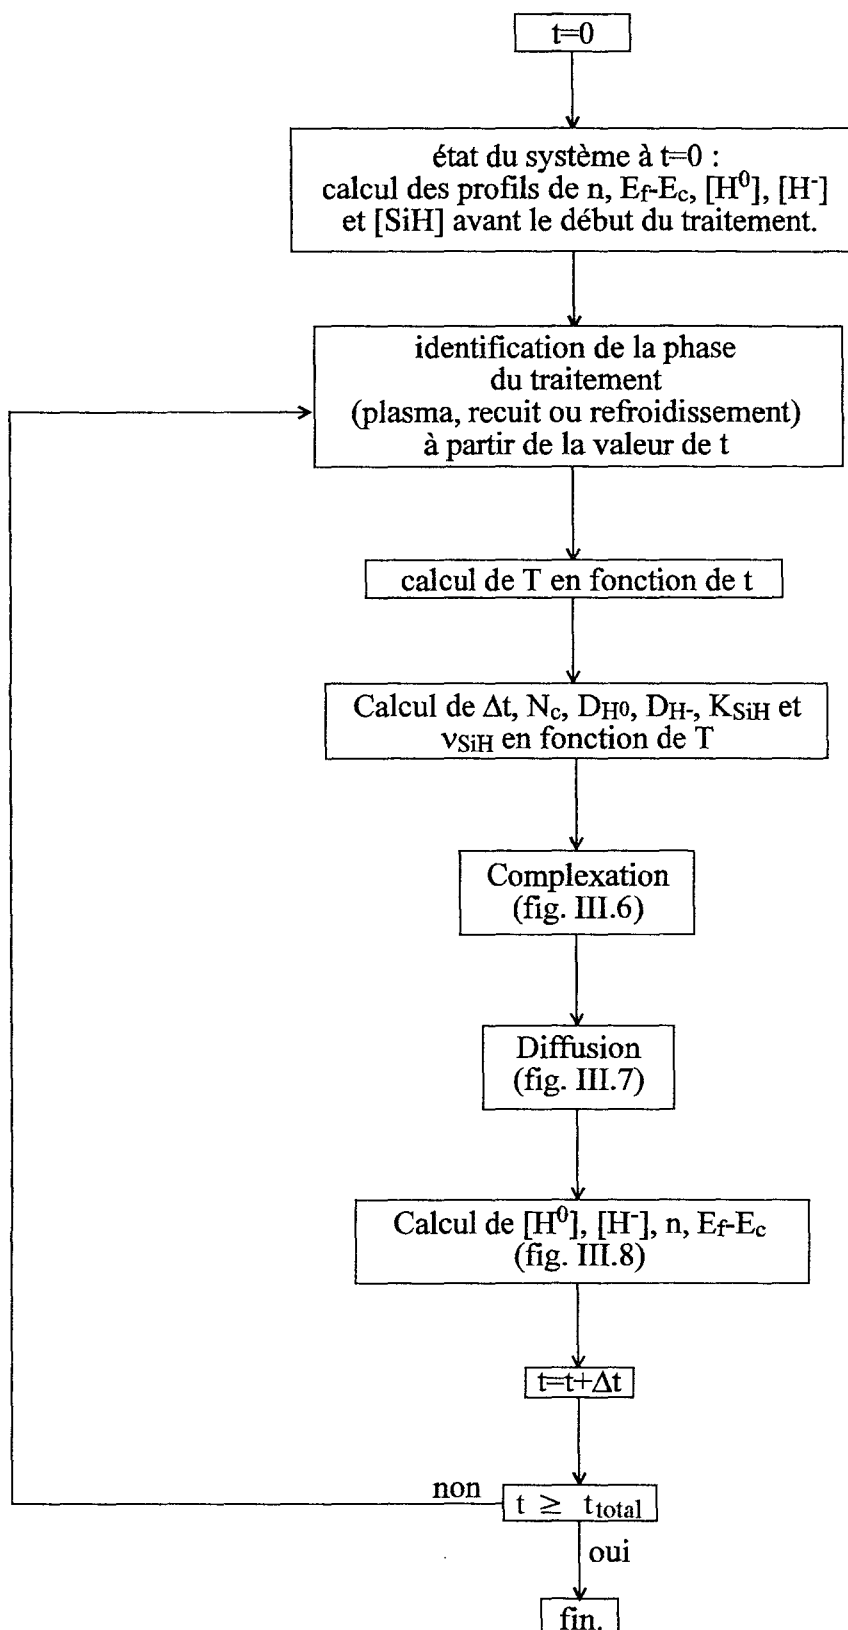 t=0
état du système à t=0 :
calcul des profils de n, Ef-Ec, [H⁰], [H⁻]
et [SiH] avant le début du traitement.
identification de la phase
du traitement
(plasma, recuit ou refroidissement)
à partir de la valeur de t
calcul de T en fonction de t
Calcul de Δt, Nc, DH0, DH-, KSiH et
νSiH en fonction de T
Complexation
(fig. III.6)
Diffusion
(fig. III.7)
Calcul de [H⁰], [H⁻], n, Ef-Ec
(fig. III.8)
t=t+Δt
non
t ≥ ttotal
oui
fin.